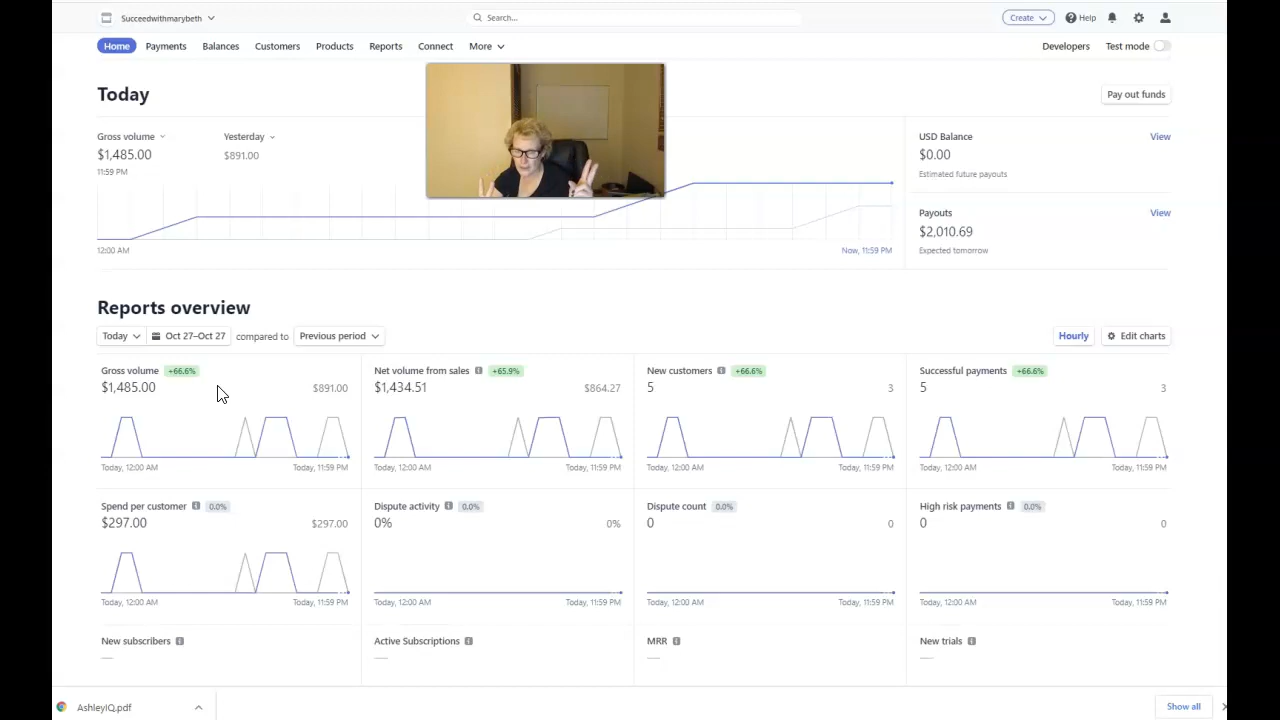 Succeedwithmarybeth
Search...
Create
Help
Home Payments Balances Customers Products Reports Connect More
Developers Test mode
Today
Pay out funds
Gross volume
$1,485.00
11:59 PM
Yesterday
$891.00
12:00 AM
Now, 11:59 PM
USD Balance View
$0.00
Estimated future payouts
Payouts View
$2,010.69
Expected tomorrow
Reports overview
Today Oct 27–Oct 27 compared to Previous period
Hourly Edit charts
Gross volume +66.6%
$1,485.00 $891.00
Today, 12:00 AM Today, 11:59 PM
Net volume from sales +65.9%
$1,434.51 $864.27
Today, 12:00 AM Today, 11:59 PM
New customers +66.6%
5 3
Today, 12:00 AM Today, 11:59 PM
Successful payments +66.6%
5 3
Today, 12:00 AM Today, 11:59 PM
Spend per customer 0.0%
$297.00 $297.00
Today, 12:00 AM Today, 11:59 PM
Dispute activity 0.0%
0% 0%
Today, 12:00 AM Today, 11:59 PM
Dispute count 0.0%
0 0
Today, 12:00 AM Today, 11:59 PM
High risk payments 0.0%
0 0
Today, 12:00 AM Today, 11:59 PM
New subscribers
Active Subscriptions
MRR
New trials
AshleyIQ.pdf
Show all